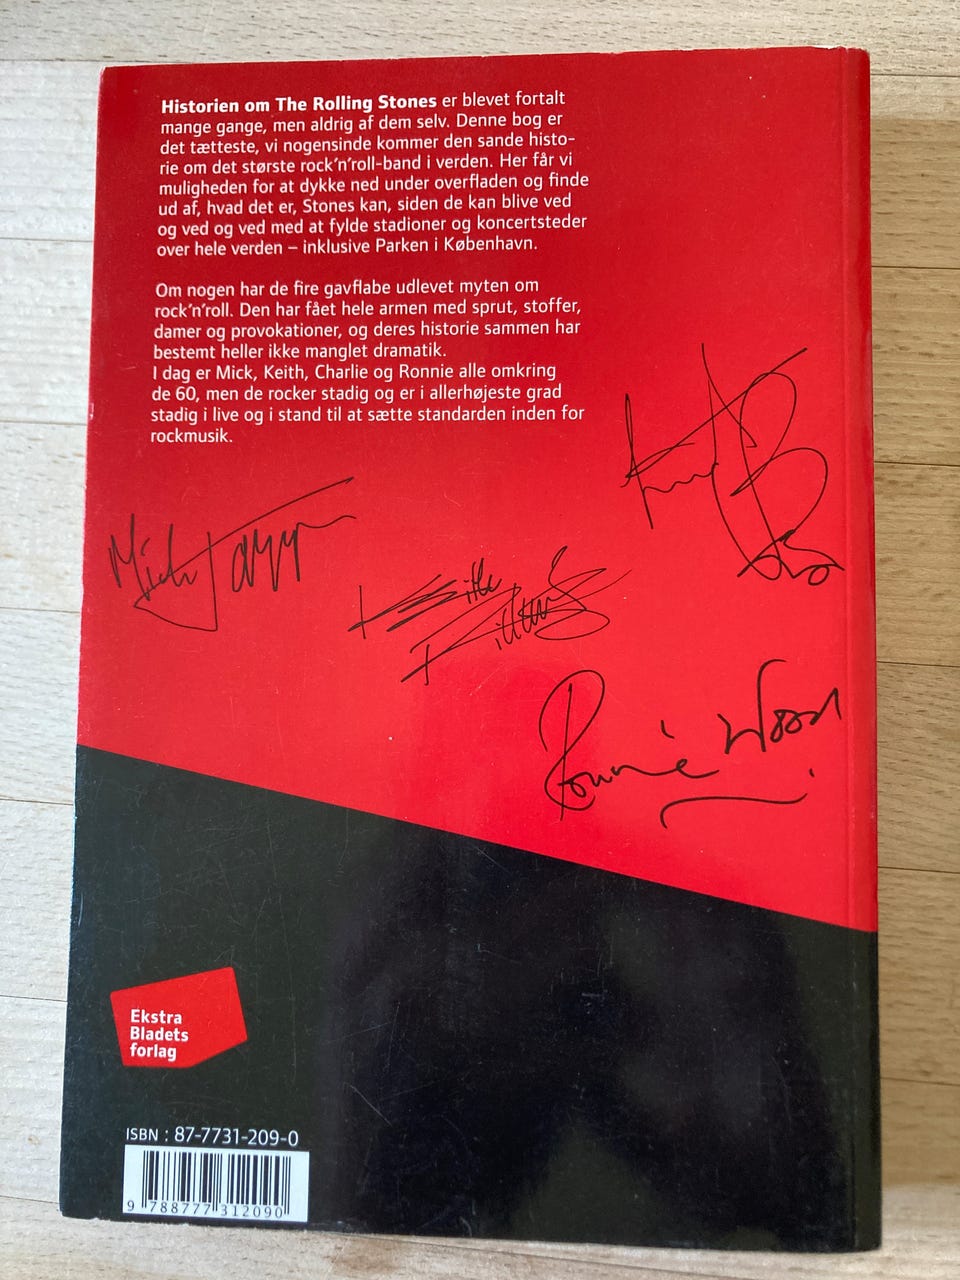 Historien om The Rolling Stones er blevet fortalt
mange gange, men aldrig af dem selv. Denne bog er
det tætteste, vi nogensinde kommer den sande histo-
rie om det største rock'n'roll-band i verden. Her får vi
muligheden for at dykke ned under overfladen og finde
ud af, hvad det er, Stones kan, siden de kan blive ved
og ved og ved med at fylde stadioner og koncertsteder
over hele verden – inklusive Parken i København.
Om nogen har de fire gavflabe udlevet myten om
rock'n'roll. Den har fået hele armen med sprut, stoffer,
damer og provokationer, og deres historie sammen har
bestemt heller ikke manglet dramatik.
I dag er Mick, Keith, Charlie og Ronnie alle omkring
de 60, men de rocker stadig og er i allerhøjeste grad
stadig i live og i stand til at sætte standarden inden for
rockmusik.
Mick Jagger
Keith
Richards
Ronnie Wood
Ekstra
Bladets
forlag
ISBN : 87-7731-209-0
9 788777 312090